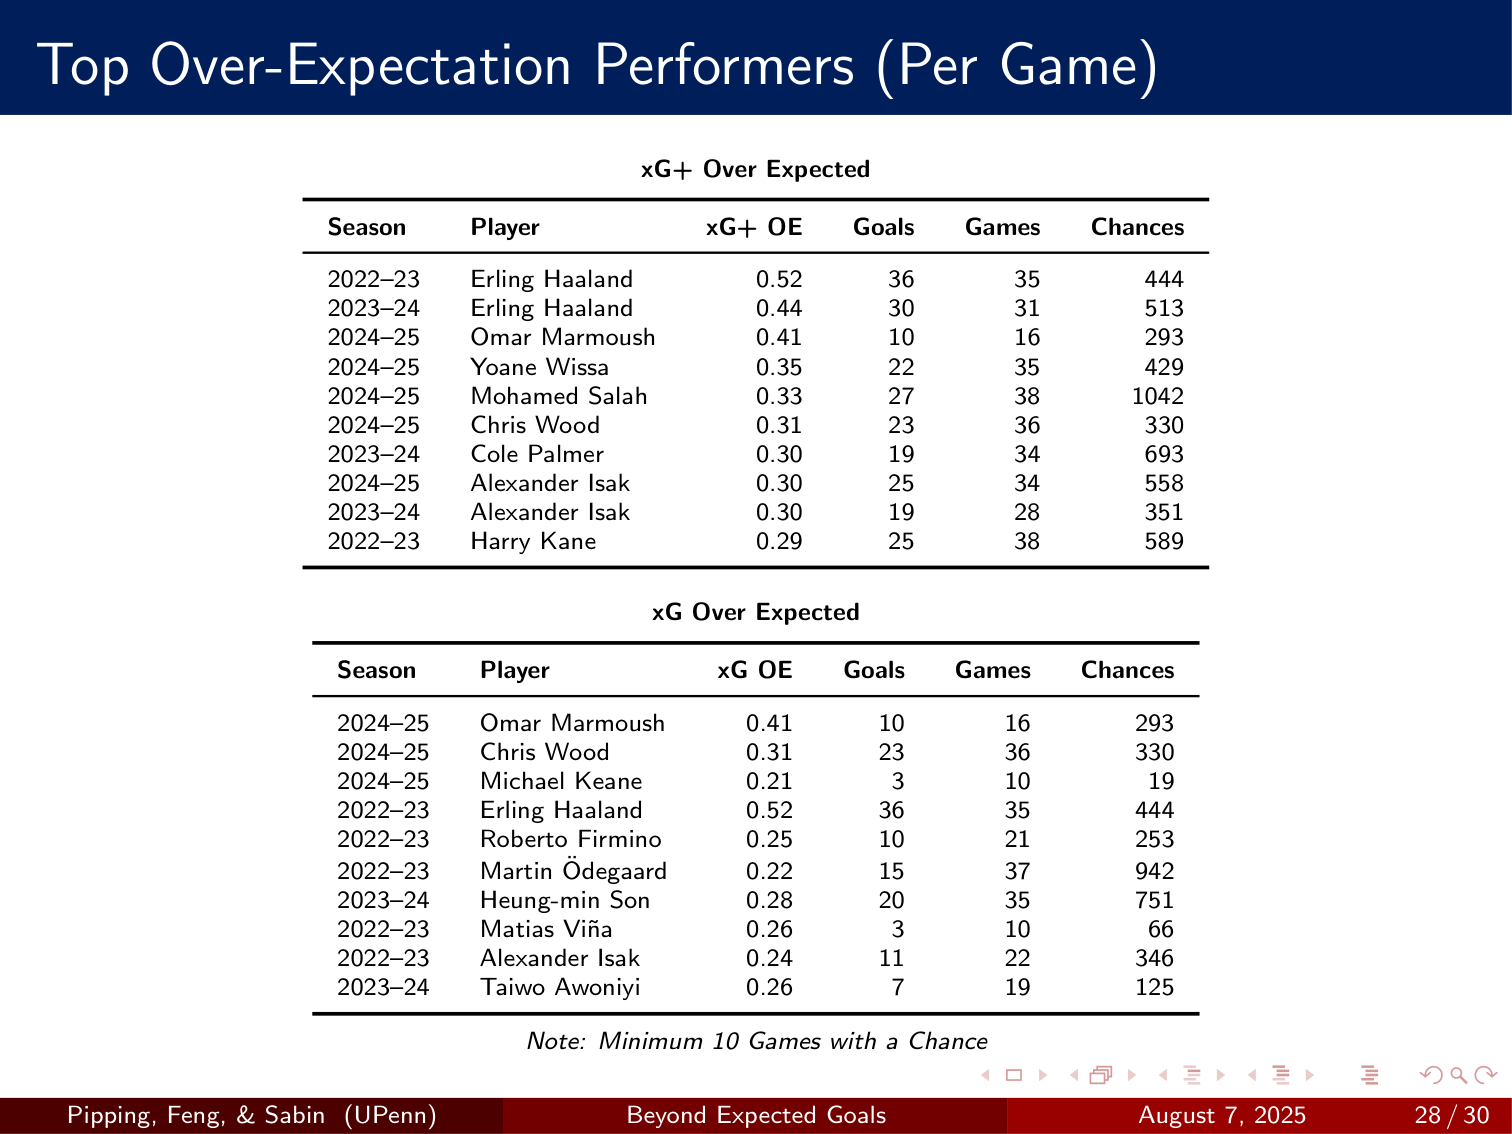 Top Over-Expectation Performers (Per Game)
xG+ Over Expected
Season Player xG+ OE Goals Games Chances
2022–23 Erling Haaland 0.52 36 35 444
2023–24 Erling Haaland 0.44 30 31 513
2024–25 Omar Marmoush 0.41 10 16 293
2024–25 Yoane Wissa 0.35 22 35 429
2024–25 Mohamed Salah 0.33 27 38 1042
2024–25 Chris Wood 0.31 23 36 330
2023–24 Cole Palmer 0.30 19 34 693
2024–25 Alexander Isak 0.30 25 34 558
2023–24 Alexander Isak 0.30 19 28 351
2022–23 Harry Kane 0.29 25 38 589
xG Over Expected
Season Player xG OE Goals Games Chances
2024–25 Omar Marmoush 0.41 10 16 293
2024–25 Chris Wood 0.31 23 36 330
2024–25 Michael Keane 0.21 3 10 19
2022–23 Erling Haaland 0.52 36 35 444
2022–23 Roberto Firmino 0.25 10 21 253
2022–23 Martin Ödegaard 0.22 15 37 942
2023–24 Heung-min Son 0.28 20 35 751
2022–23 Matias Viña 0.26 3 10 66
2022–23 Alexander Isak 0.24 11 22 346
2023–24 Taiwo Awoniyi 0.26 7 19 125
Note: Minimum 10 Games with a Chance
Pipping, Feng, & Sabin (UPenn) Beyond Expected Goals August 7, 2025 28 / 30